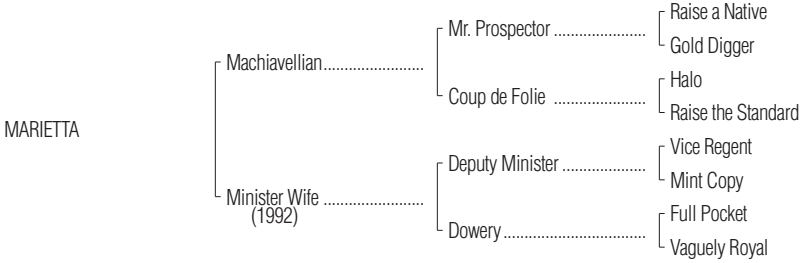 Raise a Native
Mr. Prospector ......................
Gold Digger
Machiavellian........................
Halo
Coup de Folie ......................
Raise the Standard
MARIETTA
Vice Regent
Deputy Minister ....................
Mint Copy
Minister Wife ........................
(1992)
Full Pocket
Dowery..................................
Vaguely Royal